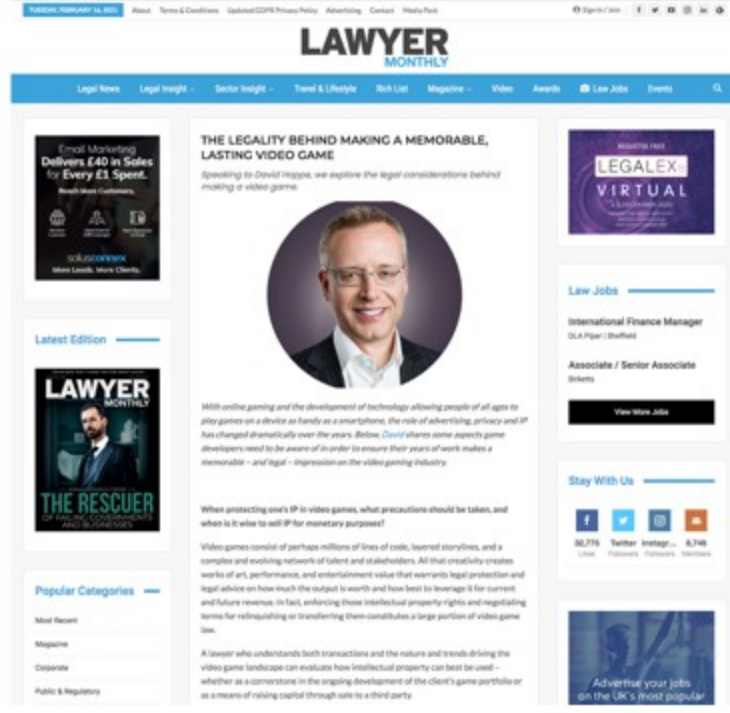 TUESDAY, FEBRUARY 16, 2021
About Terms & Conditions Updated GDPR Privacy Policy Advertising Contact Media Pack
Sign in / Join
LAWYER
MONTHLY
Legal News Legal Insight Sector Insight Travel & Lifestyle Rich List Magazine Video Awards Law Jobs Events
Email Marketing
Delivers £40 in Sales
for Every £1 Spent.
Reach More Customers.
solusconnex
More Leads. More Clients.
Latest Edition
LAWYER
MONTHLY
THE RESCUER
OF FAILING GOVERNMENTS
AND BUSINESSES
Popular Categories
Most Recent
Magazine
Corporate
Public & Regulatory
THE LEGALITY BEHIND MAKING A MEMORABLE,
LASTING VIDEO GAME
Speaking to David Hoppe, we explore the legal considerations behind
making a video game.
With online gaming and the development of technology allowing people of all ages to
play games on a device as handy as a smartphone, the role of advertising, privacy and IP
has changed dramatically over the years. Below, David shares some aspects game
developers need to be aware of in order to ensure their years of work makes a
memorable – and legal – impression on the video gaming industry.
When protecting one's IP in video games, what precautions should be taken, and
when is it wise to sell IP for monetary purposes?
Video games consist of perhaps millions of lines of code, layered storylines, and a
complex and evolving network of talent and stakeholders. All that creativity creates
works of art, performance, and entertainment value that warrants legal protection and
legal advice on how much the output is worth and how best to leverage it for current
and future revenue. In fact, enforcing those intellectual property rights and negotiating
terms for relinquishing or transferring them constitutes a large portion of video game
law.
A lawyer who understands both transactions and the nature and trends driving the
video game landscape can evaluate how intellectual property can best be used –
whether as a cornerstone in the ongoing development of the client's game portfolio or
as a means of raising capital through sale to a third party.
REGISTER FREE
LEGALEX
VIRTUAL
Law Jobs
International Finance Manager
DLA Piper | Sheffield
Associate / Senior Associate
Birketts
View More Jobs
Stay With Us
32,775 Twitter Instagr... 8,748
Likes Followers Followers Members
Advertise your jobs
on the UK's most popular